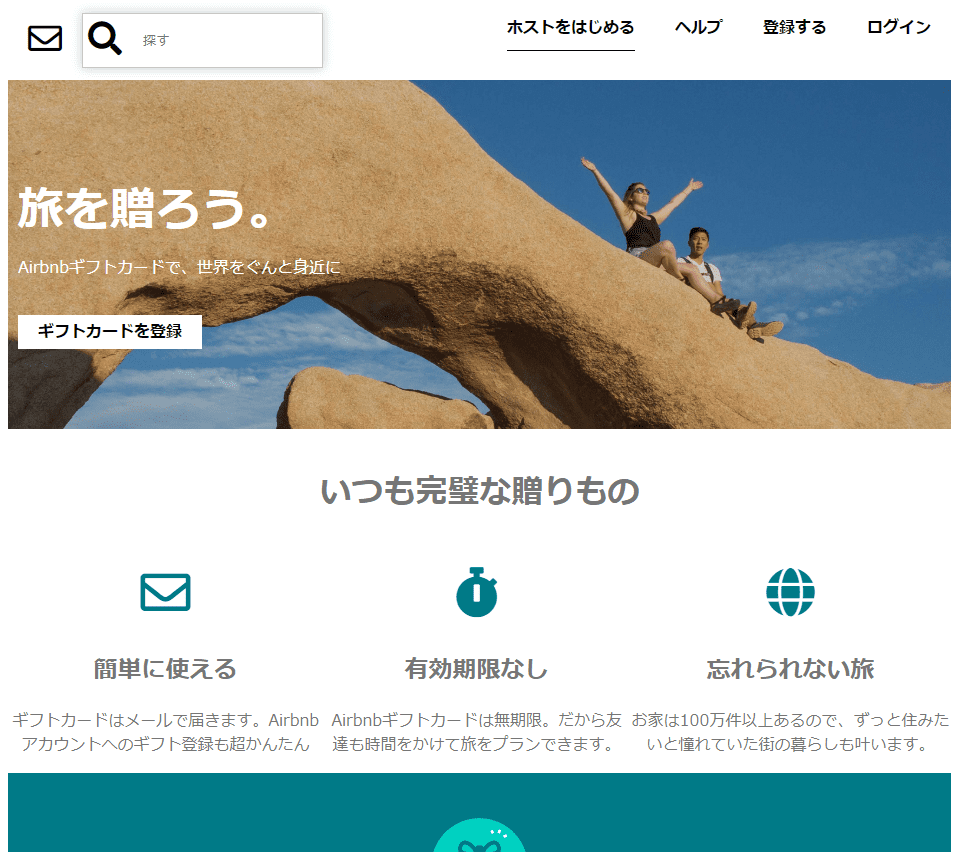 探す
ホストをはじめる ヘルプ 登録する ログイン
旅を贈ろう。
Airbnbギフトカードで、世界をぐんと身近に
ギフトカードを登録
いつも完璧な贈りもの
簡単に使える
ギフトカードはメールで届きます。Airbnb
アカウントへのギフト登録も超かんたん
有効期限なし
Airbnbギフトカードは無期限。だから友
達も時間をかけて旅をプランできます。
忘れられない旅
お家は100万件以上あるので、ずっと住みた
いと憧れていた街の暮らしも叶います。